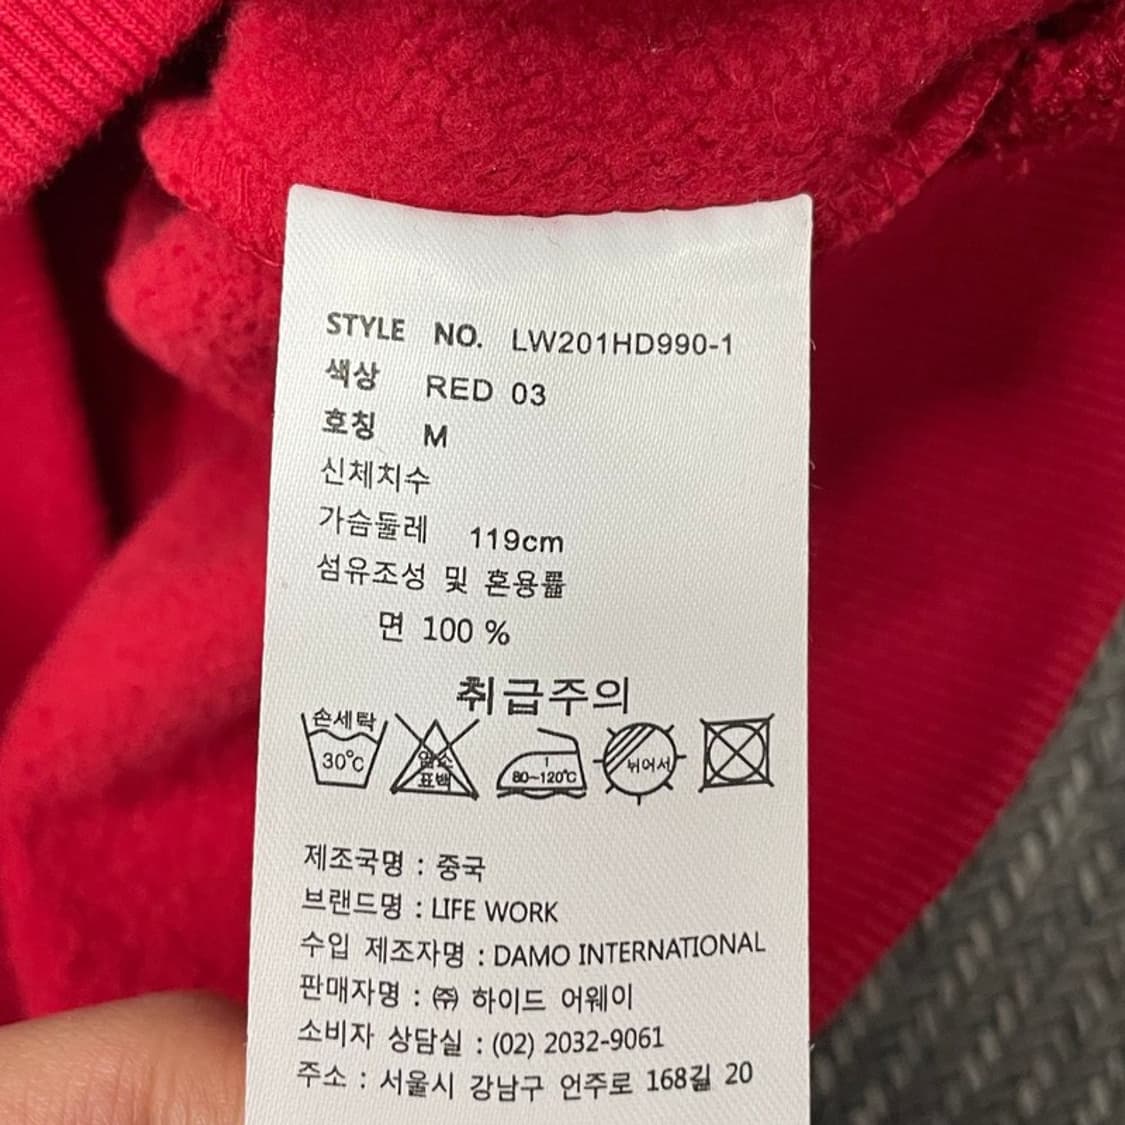 STYLE NO. LW201HD990-1
색상 RED 03
호칭 M
신체치수
가슴둘레 119cm
섬유조성 및 혼용률
면 100 %
취급주의
손세탁
30℃
염소
표백
80~120℃
뉘어서
제조국명 : 중국
브랜드명 : LIFE WORK
수입 제조자명 : DAMO INTERNATIONAL
판매자명 : ㈜ 하이드 어웨이
소비자 상담실 : (02) 2032-9061
주소 : 서울시 강남구 언주로 168길 20